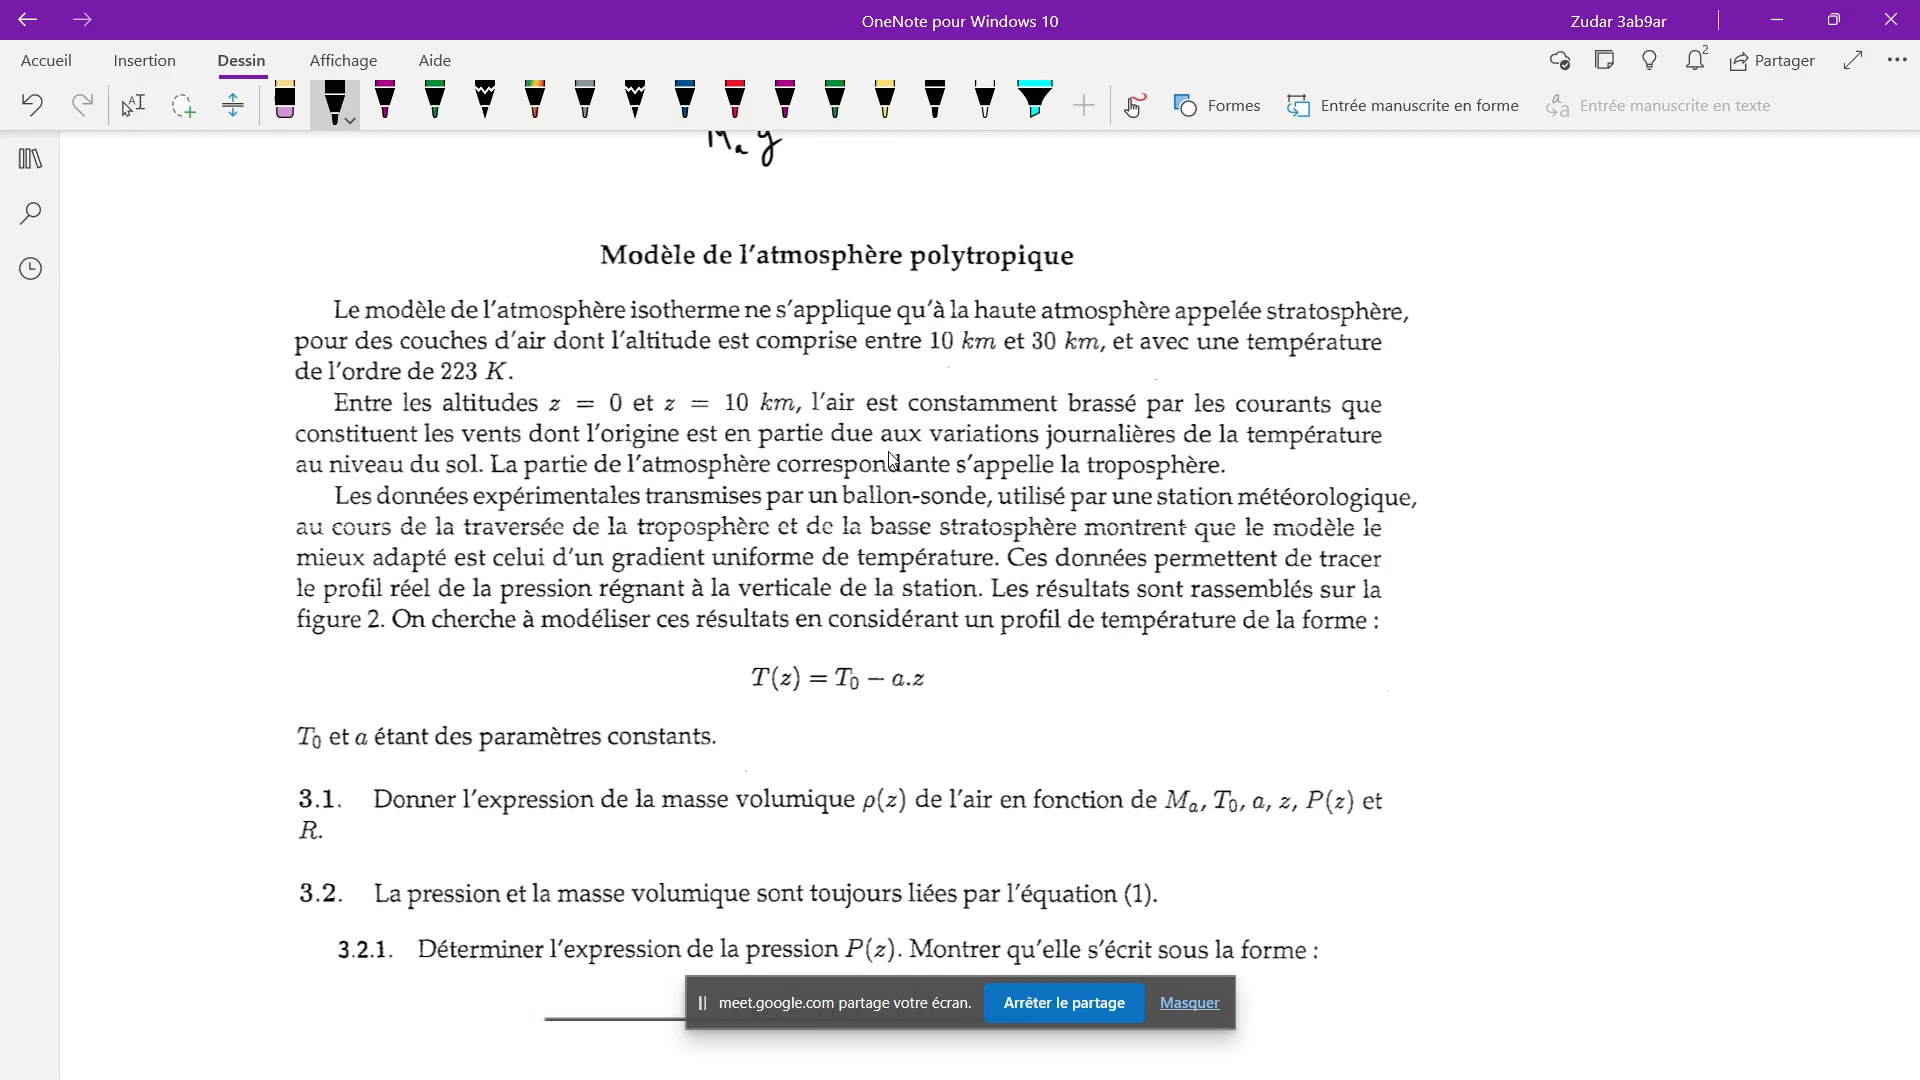 OneNote pour Windows 10
Zudar 3ab9ar
Accueil Insertion Dessin Affichage Aide
2 Partager
Formes Entrée manuscrite en forme Entrée manuscrite en texte
Ma g
Modèle de l'atmosphère polytropique
Le modèle de l'atmosphère isotherme ne s'applique qu'à la haute atmosphère appelée stratosphère,
pour des couches d'air dont l'altitude est comprise entre 10 km et 30 km, et avec une température
de l'ordre de 223 K.
Entre les altitudes z = 0 et z = 10 km, l'air est constamment brassé par les courants que
constituent les vents dont l'origine est en partie due aux variations journalières de la température
au niveau du sol. La partie de l'atmosphère correspondante s'appelle la troposphère.
Les données expérimentales transmises par un ballon-sonde, utilisé par une station météorologique,
au cours de la traversée de la troposphère et de la basse stratosphère montrent que le modèle le
mieux adapté est celui d'un gradient uniforme de température. Ces données permettent de tracer
le profil réel de la pression régnant à la verticale de la station. Les résultats sont rassemblés sur la
figure 2. On cherche à modéliser ces résultats en considérant un profil de température de la forme :
T(z) = T₀ − a.z
T₀ et a étant des paramètres constants.
3.1. Donner l'expression de la masse volumique ρ(z) de l'air en fonction de Mₐ, T₀, a, z, P(z) et
R.
3.2. La pression et la masse volumique sont toujours liées par l'équation (1).
3.2.1. Déterminer l'expression de la pression P(z). Montrer qu'elle s'écrit sous la forme :
meet.google.com partage votre écran. Arrêter le partage Masquer